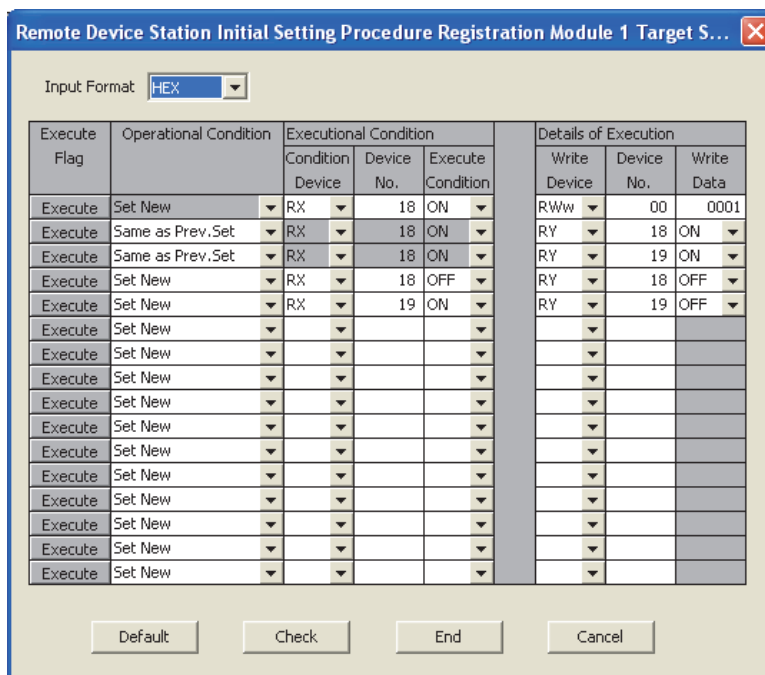 Remote Device Station Initial Setting Procedure Registration Module 1 Target S...
Input Format HEX
Execute Flag Operational Condition Executional Condition Details of Execution
Condition Device Device No. Execute Condition Write Device Device No. Write Data
Execute Set New RX 18 ON RWw 00 0001
Execute Same as Prev.Set RX 18 ON RY 18 ON
Execute Same as Prev.Set RX 18 ON RY 19 ON
Execute Set New RX 18 OFF RY 18 OFF
Execute Set New RX 19 ON RY 19 OFF
Execute Set New
Execute Set New
Execute Set New
Execute Set New
Execute Set New
Execute Set New
Execute Set New
Execute Set New
Execute Set New
Execute Set New
Execute Set New
Default Check End Cancel